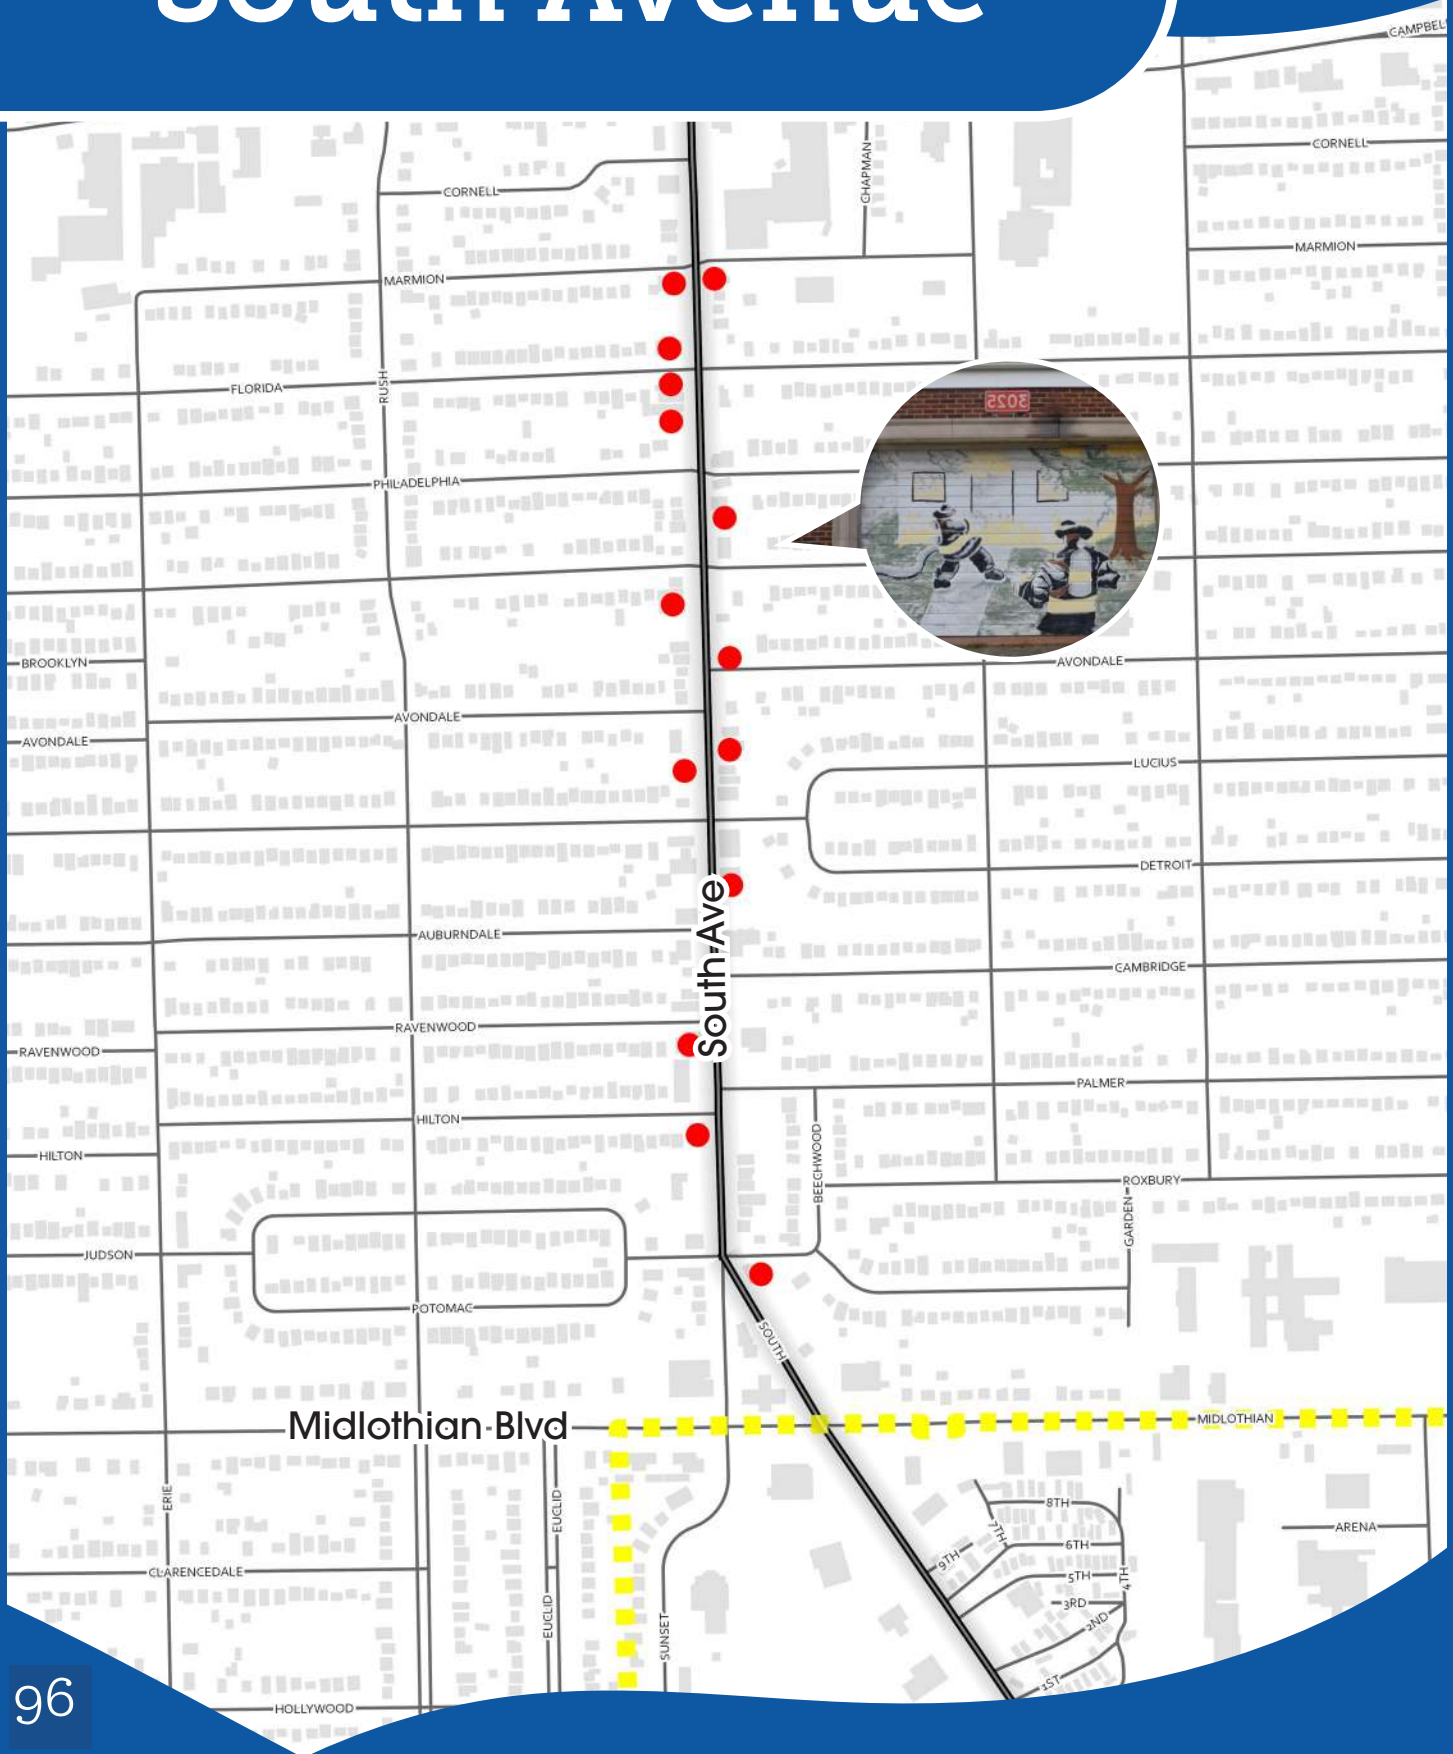 South Avenue
CAMPBEL
CORNELL
CHAPMAN
CORNELL
MARMION
MARMION
3025
FLORIDA
RUSH
PHILADELPHIA
BROOKLYN
AVONDALE
AVONDALE
AVONDALE
LUCIUS
DETROIT
South Ave
AUBURNDALE
CAMBRIDGE
RAVENWOOD
RAVENWOOD
PALMER
HILTON
BEECHWOOD
HILTON
ROXBURY
GARDEN
JUDSON
POTOMAC
SOUTH
Midlothian Blvd
MIDLOTHIAN
ERIE
EUCLID
8TH
7TH
6TH
ARENA
9TH
5TH
4TH
CLARENCEDALE
3RD
EUCLID
SUNSET
2ND
1ST
96
HOLLYWOOD